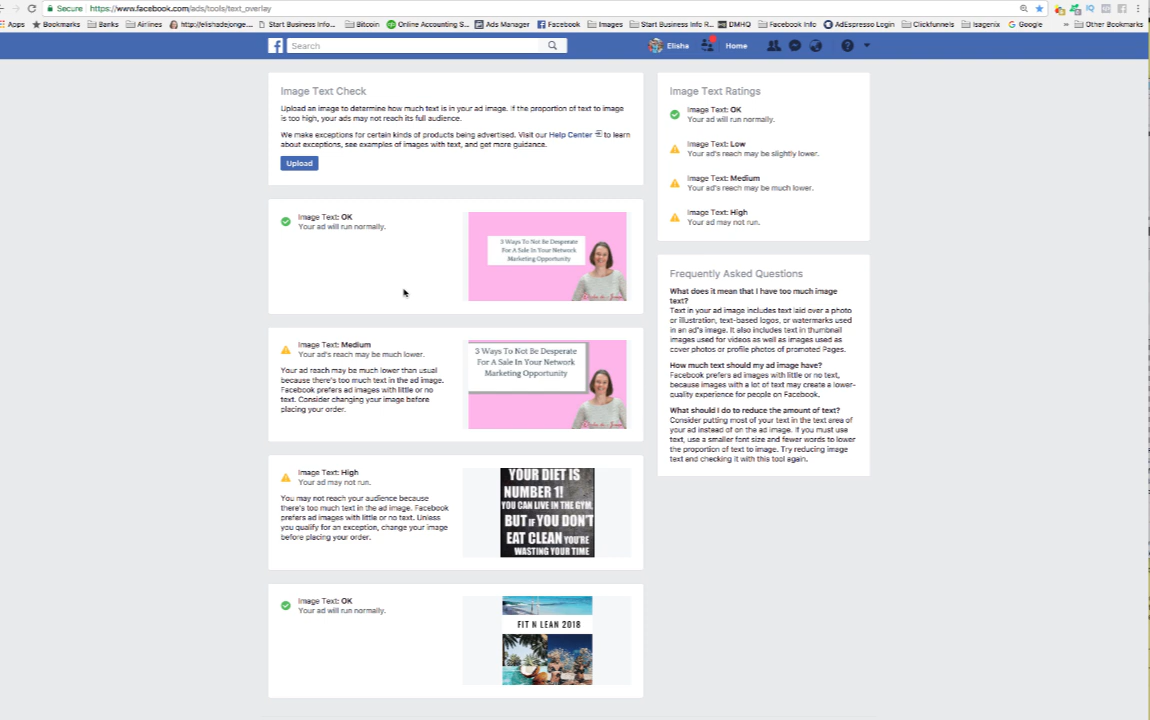 Secure https://www.facebook.com/ads/tools/text_overlay
Apps Bookmarks Banks Airlines http://elishadejonge... Start Business Info... Bitcoin Online Accounting S... Ads Manager Facebook Images Start Business Info R... DMHQ Facebook Info AdEspresso Login Clickfunnels Isagenix Google » Other Bookmarks
Search
Elisha
Home
Image Text Check
Upload an image to determine how much text is in your ad image. If the proportion of text to image
is too high, your ads may not reach its full audience.
We make exceptions for certain kinds of products being advertised. Visit our Help Center to learn
about exceptions, see examples of images with text, and get more guidance.
Upload
Image Text: OK
Your ad will run normally.
3 Ways To Not Be Desperate
For A Sale In Your Network
Marketing Opportunity
Image Text: Medium
Your ad's reach may be much lower.
Your ad reach may be much lower than usual
because there's too much text in the ad image.
Facebook prefers ad images with little or no
text. Consider changing your image before
placing your order.
3 Ways To Not Be Desperate
For A Sale In Your Network
Marketing Opportunity
Image Text: High
Your ad may not run.
You may not reach your audience because
there's too much text in the ad image. Facebook
prefers ad images with little or no text. Unless
you qualify for an exception, change your image
before placing your order.
YOUR DIET IS
NUMBER 1!
YOU CAN LIVE IN THE GYM,
BUT IF YOU DON'T
EAT CLEAN YOU'RE
WASTING YOUR TIME
Image Text: OK
Your ad will run normally.
FIT N LEAN 2018
Image Text Ratings
Image Text: OK
Your ad will run normally.
Image Text: Low
Your ad's reach may be slightly lower.
Image Text: Medium
Your ad's reach may be much lower.
Image Text: High
Your ad may not run.
Frequently Asked Questions
What does it mean that I have too much image
text?
Text in your ad image includes text laid over a photo
or illustration, text-based logos, or watermarks used
in an ad's image. It also includes text in thumbnail
images used for videos as well as images used as
cover photos or profile photos of promoted Pages.
How much text should my ad image have?
Facebook prefers ad images with little or no text,
because images with a lot of text may create a lower-
quality experience for people on Facebook.
What should I do to reduce the amount of text?
Consider putting most of your text in the text area of
your ad instead of on the ad image. If you must use
text, use a smaller font size and fewer words to lower
the proportion of text to image. Try reducing image
text and checking it with this tool again.